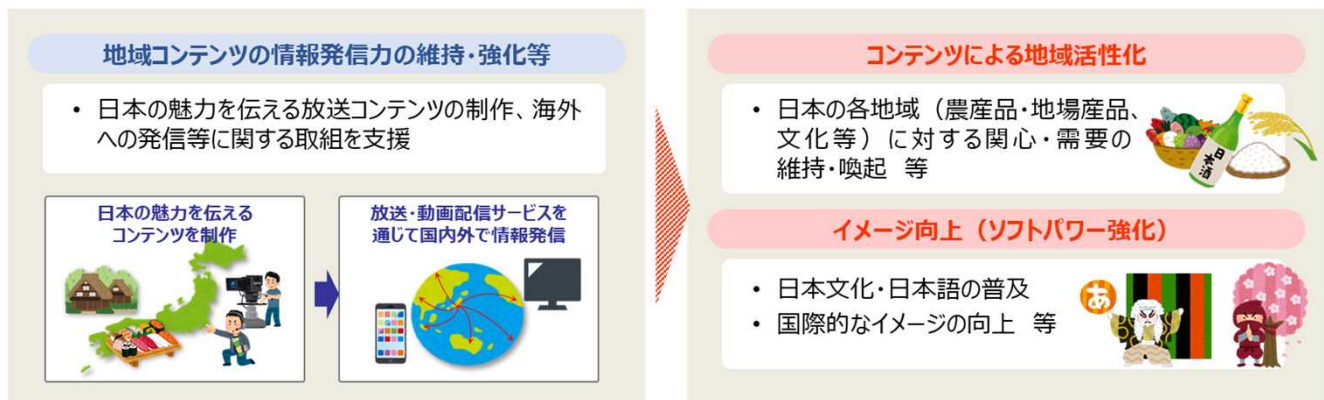 地域コンテンツの情報発信力の維持・強化等
• 日本の魅力を伝える放送コンテンツの制作、海外
への発信等に関する取組を支援
日本の魅力を伝える
コンテンツを制作
放送・動画配信サービスを
通じて国内外で情報発信
コンテンツによる地域活性化
• 日本の各地域（農産品・地場産品、
文化等）に対する関心・需要の
維持・喚起 等
日本酒
イメージ向上（ソフトパワー強化）
• 日本文化・日本語の普及
• 国際的なイメージの向上 等
あ